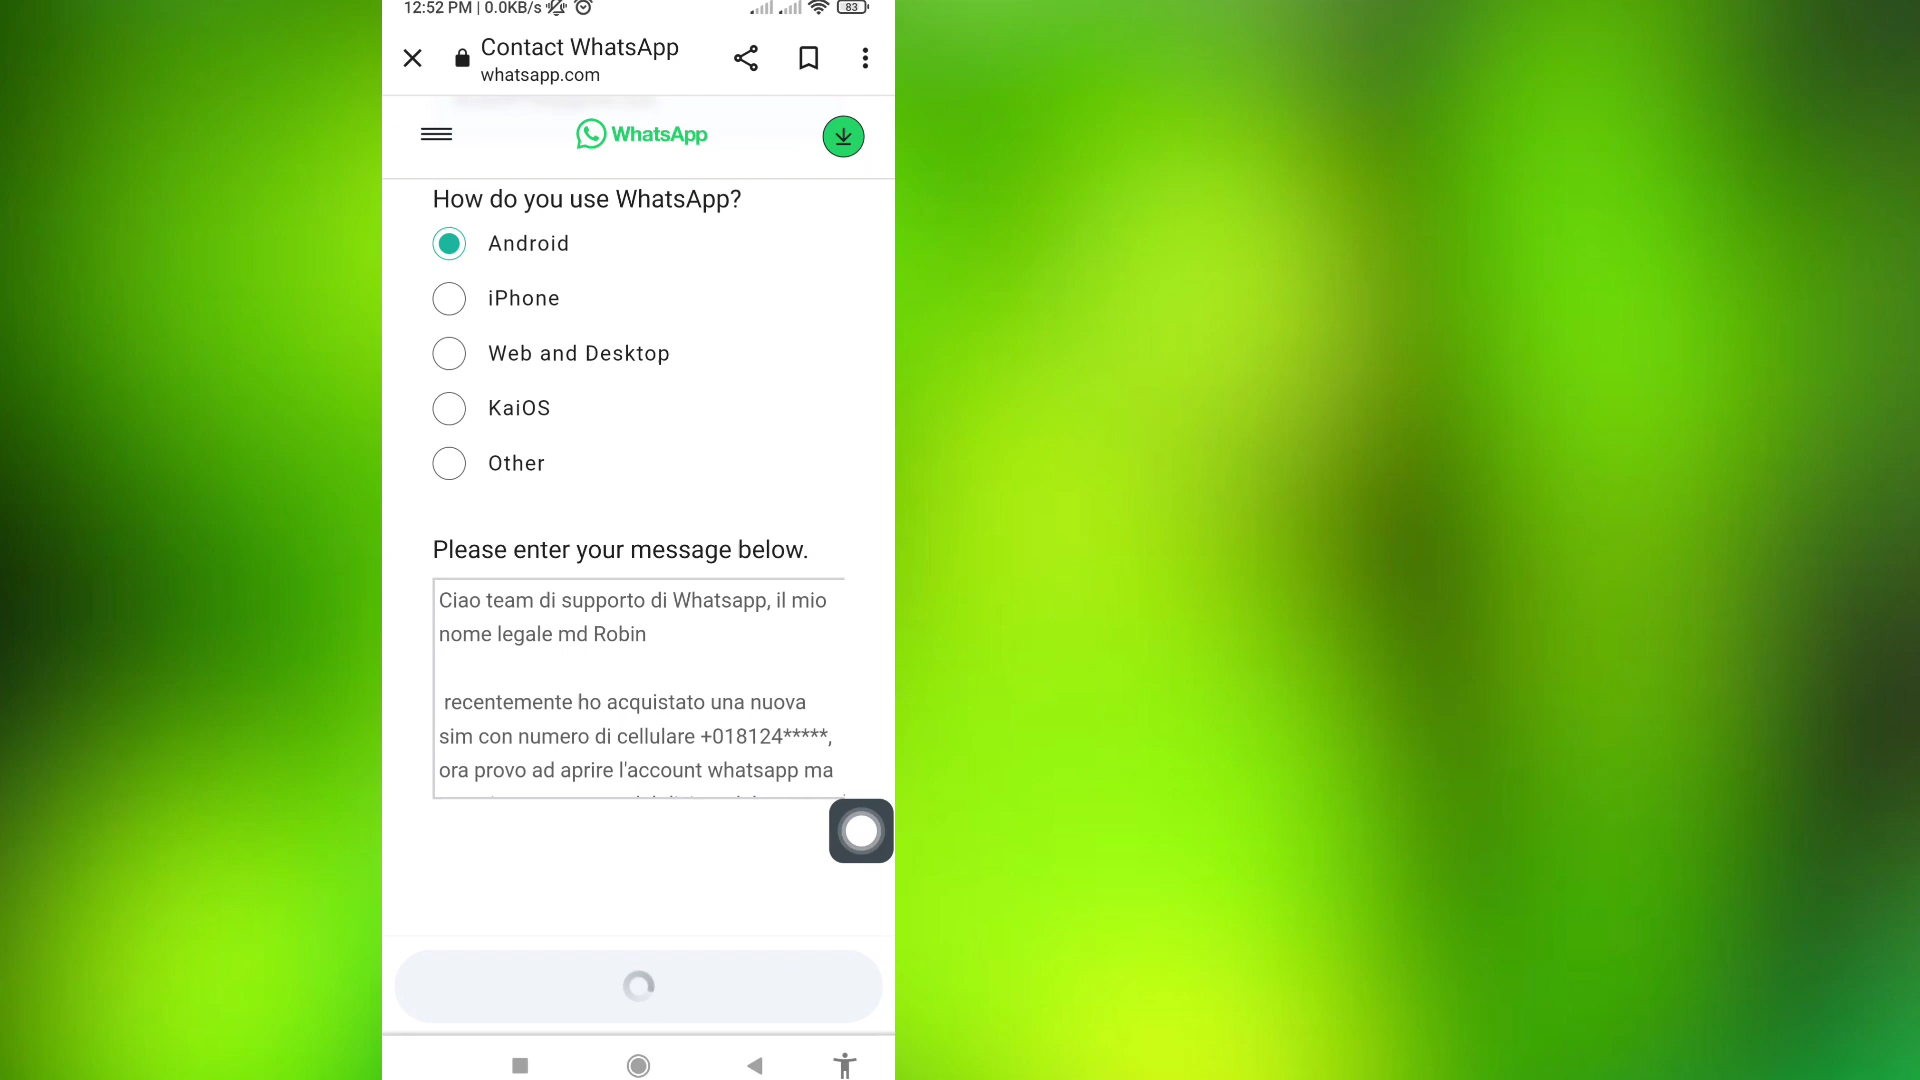 12:52 PM | 0.0KB/s
83
Contact WhatsApp
whatsapp.com
WhatsApp
How do you use WhatsApp?
Android
iPhone
Web and Desktop
KaiOS
Other
Please enter your message below.
Ciao team di supporto di Whatsapp, il mio
nome legale md Robin
recentemente ho acquistato una nuova
sim con numero di cellulare +018124*****,
ora provo ad aprire l'account whatsapp ma